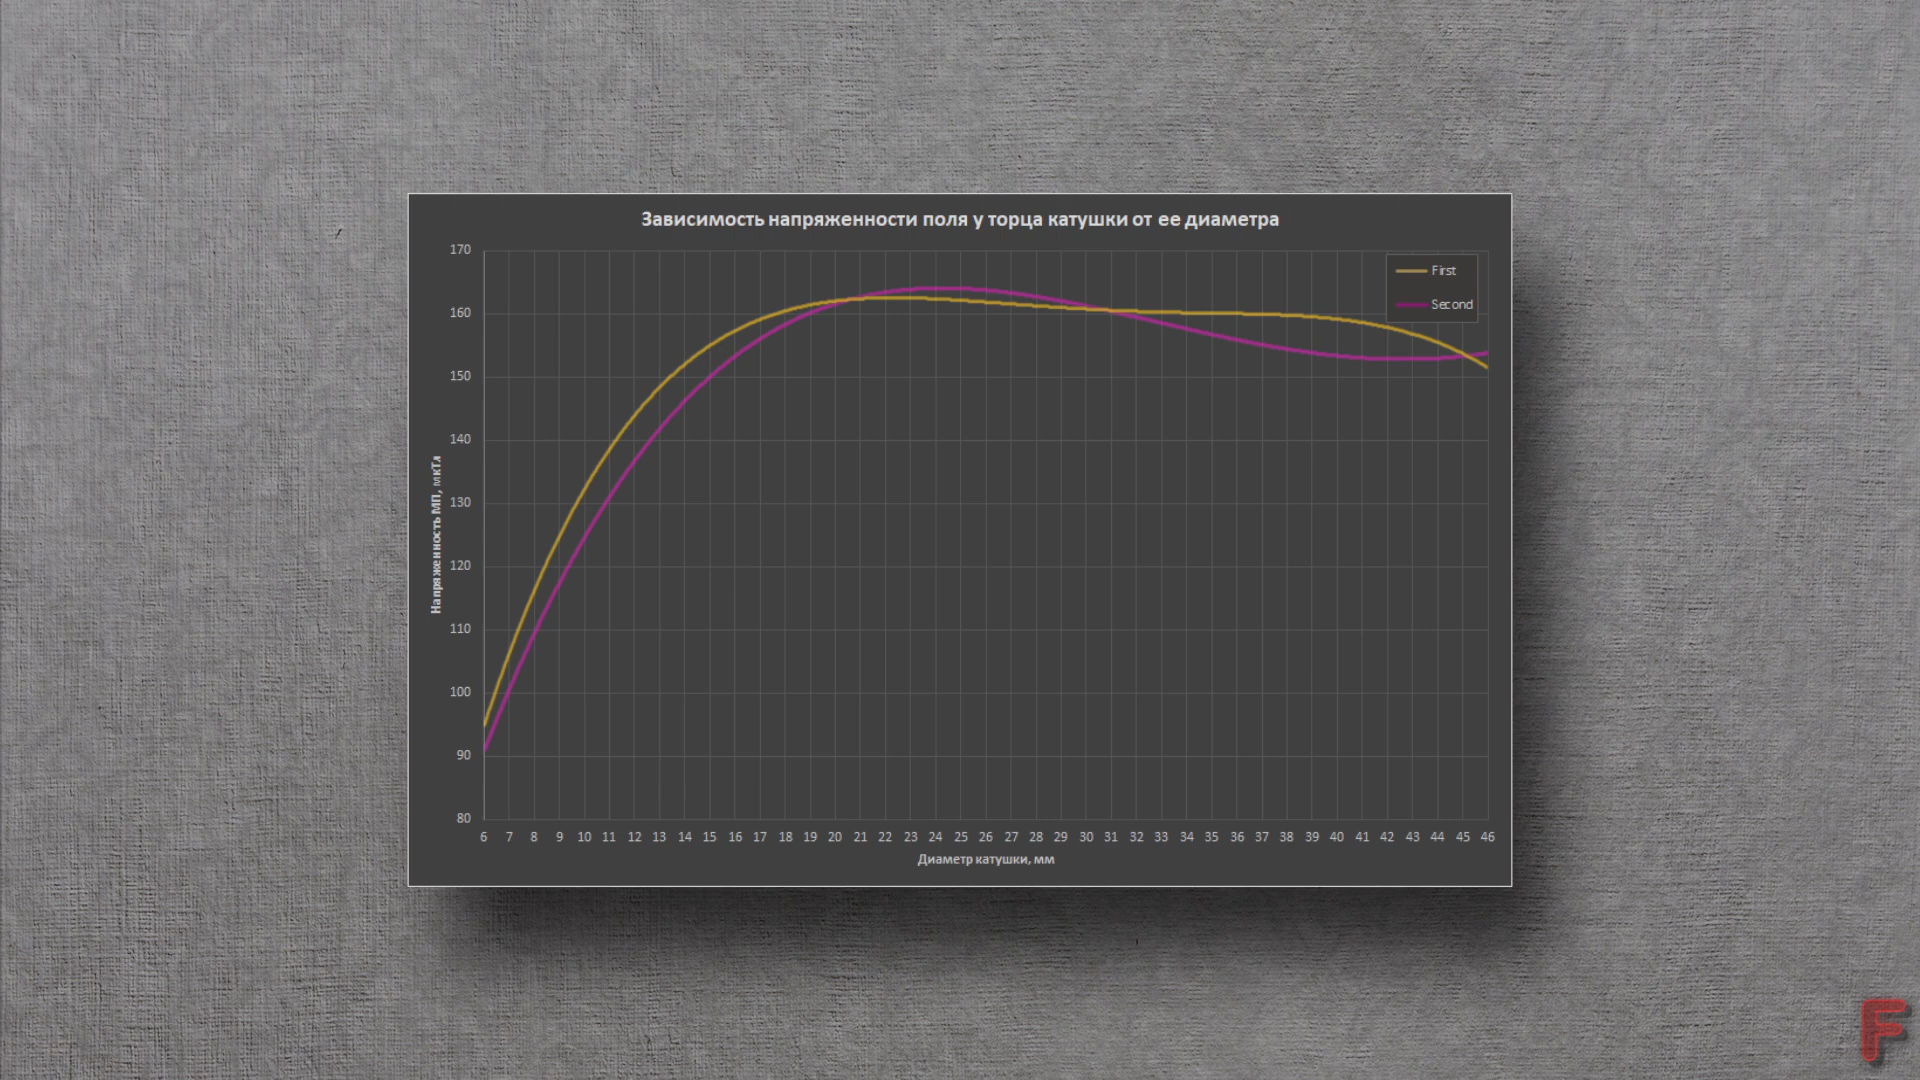 Зависимость напряженности поля у торца катушки от ее диаметра
170
First
160
Second
150
140
130
120
110
100
90
80
Напряженность МП, мкТл
6 7 8 9 10 11 12 13 14 15 16 17 18 19 20 21 22 23 24 25 26 27 28 29 30 31 32 33 34 35 36 37 38 39 40 41 42 43 44 45 46
Диаметр катушки, мм
F